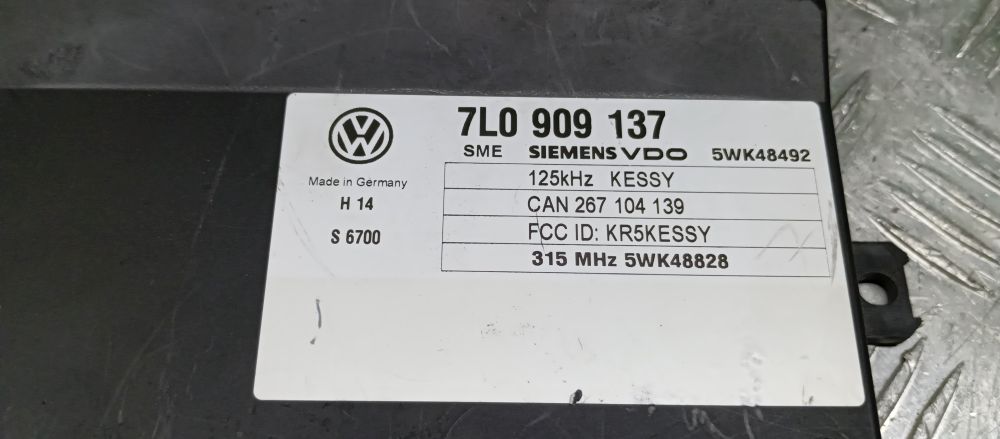 7L0 909 137
SME SIEMENS VDO 5WK48492
Made in Germany
H 14
S 6700
125kHz KESSY
CAN 267 104 139
FCC ID: KR5KESSY
315 MHz 5WK48828